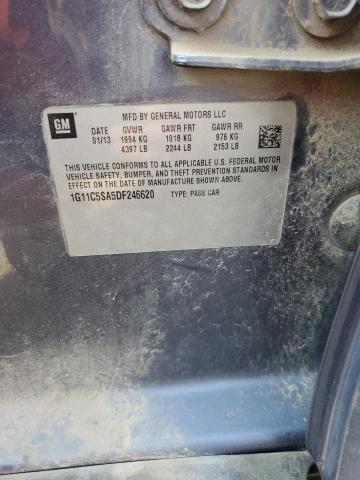 MFD BY GENERAL MOTORS LLC
GM
DATE GVWR GAWR FRT GAWR RR
01/13 1994 KG 1018 KG 976 KG
4397 LB 2244 LB 2153 LB
THIS VEHICLE CONFORMS TO ALL APPLICABLE U.S. FEDERAL MOTOR
VEHICLE SAFETY, BUMPER, AND THEFT PREVENTION STANDARDS IN
EFFECT ON THE DATE OF MANUFACTURE SHOWN ABOVE.
1G11C5SA5DF246620 TYPE: PASS CAR